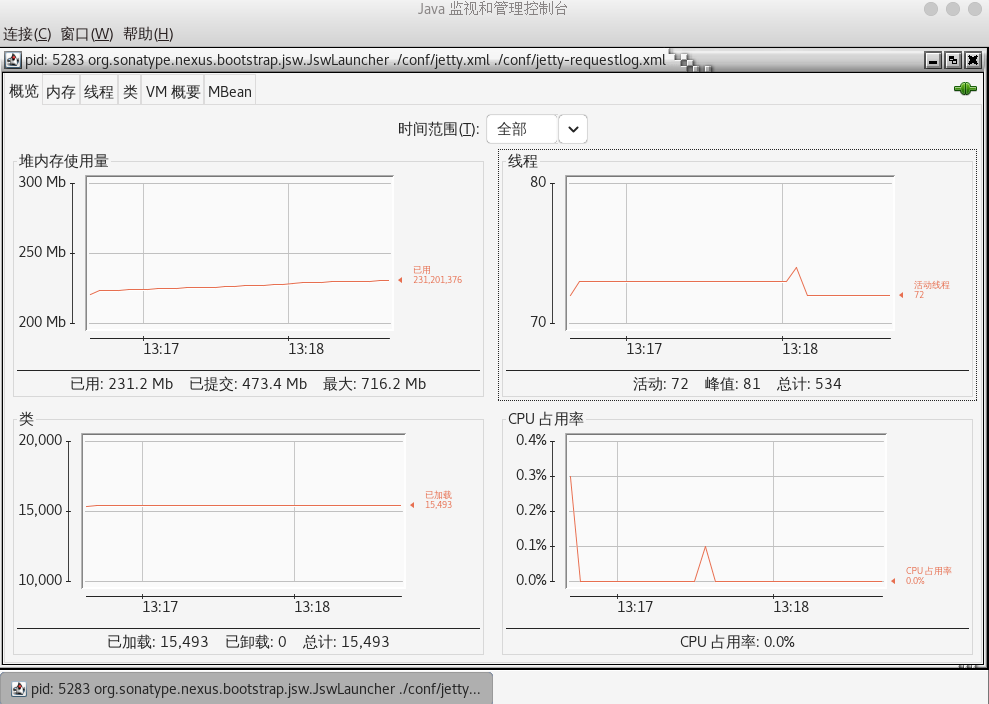 Java 监视和管理控制台
连接(C) 窗口(W) 帮助(H)
pid: 5283 org.sonatype.nexus.bootstrap.jsw.JswLauncher ./conf/jetty.xml ./conf/jetty-requestlog.xml
概览 内存 线程 类 VM 概要 MBean
时间范围(T): 全部
堆内存使用量
300 Mb
250 Mb
200 Mb
已用
231,201,376
13:17 13:18
已用: 231.2 Mb 已提交: 473.4 Mb 最大: 716.2 Mb
线程
80
70
活动线程
72
13:17 13:18
活动: 72 峰值: 81 总计: 534
类
20,000
15,000
10,000
已加载
15,493
13:17 13:18
已加载: 15,493 已卸载: 0 总计: 15,493
CPU 占用率
0.4%
0.3%
0.2%
0.1%
0.0%
CPU 占用率
0.0%
13:17 13:18
CPU 占用率: 0.0%
pid: 5283 org.sonatype.nexus.bootstrap.jsw.JswLauncher ./conf/jetty...